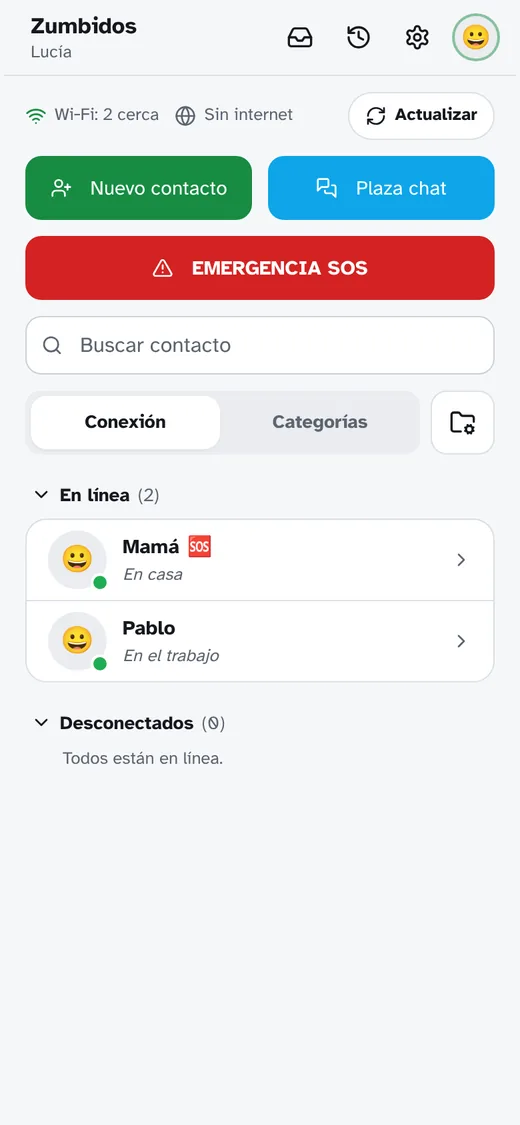 Zumbidos
Lucía
Wi-Fi: 2 cerca
Sin internet
Actualizar
Nuevo contacto
Plaza chat
EMERGENCIA SOS
Buscar contacto
Conexión
Categorías
En línea (2)
Mamá 🆘
En casa
Pablo
En el trabajo
Desconectados (0)
Todos están en línea.